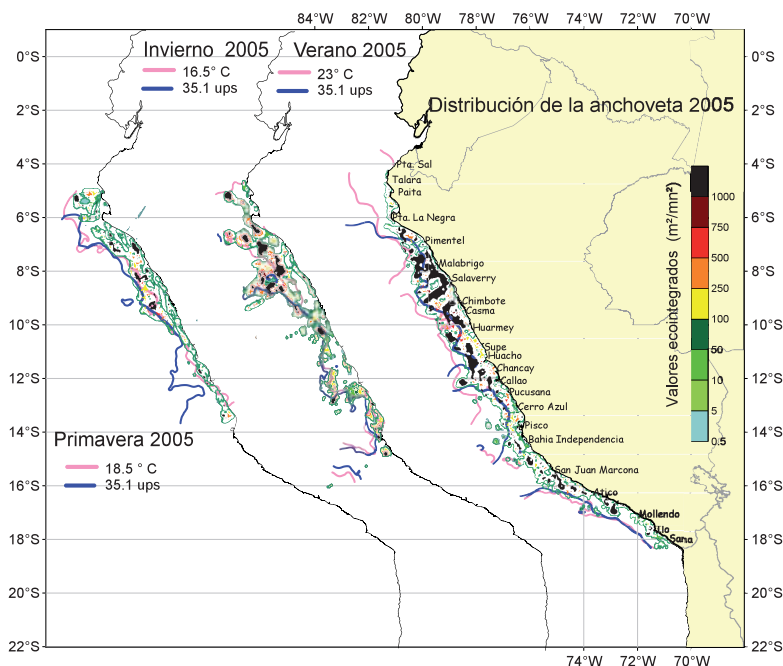 84°W 82°W 80°W 78°W 76°W 74°W 72°W 70°W
0°S
2°S
4°S
6°S
8°S
10°S
12°S
14°S
16°S
18°S
20°S
22°S
Invierno 2005
16.5° C
35.1 ups
Verano 2005
23° C
35.1 ups
Distribución de la anchoveta 2005
Pta. Sal
Talara
Paita
Pta. La Negra
Pimentel
Malabrigo
Salaverry
Chimbote
Casma
Huarmey
Supe
Huacho
Chancay
Callao
Pucusana
Cerro Azul
Pisco
Bahia Independencia
San Juan Marcona
Atico
Mollendo
Ilo
Sama
Valores ecointegrados (m²/mn²)
1000
750
500
250
100
50
10
5
0.5
Primavera 2005
18.5 ° C
35.1 ups
0°S
2°S
4°S
6°S
8°S
10°S
12°S
14°S
16°S
18°S
20°S
22°S
74°W 72°W 70°W